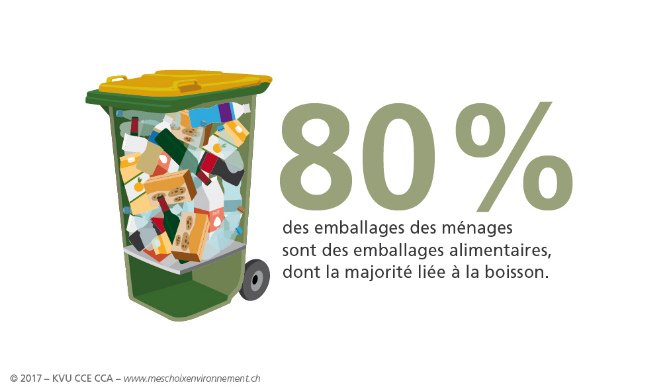 80 %
des emballages des ménages
sont des emballages alimentaires,
dont la majorité liée à la boisson.
© 2017 – KVU CCE CCA – www.meschoixenvironnement.ch